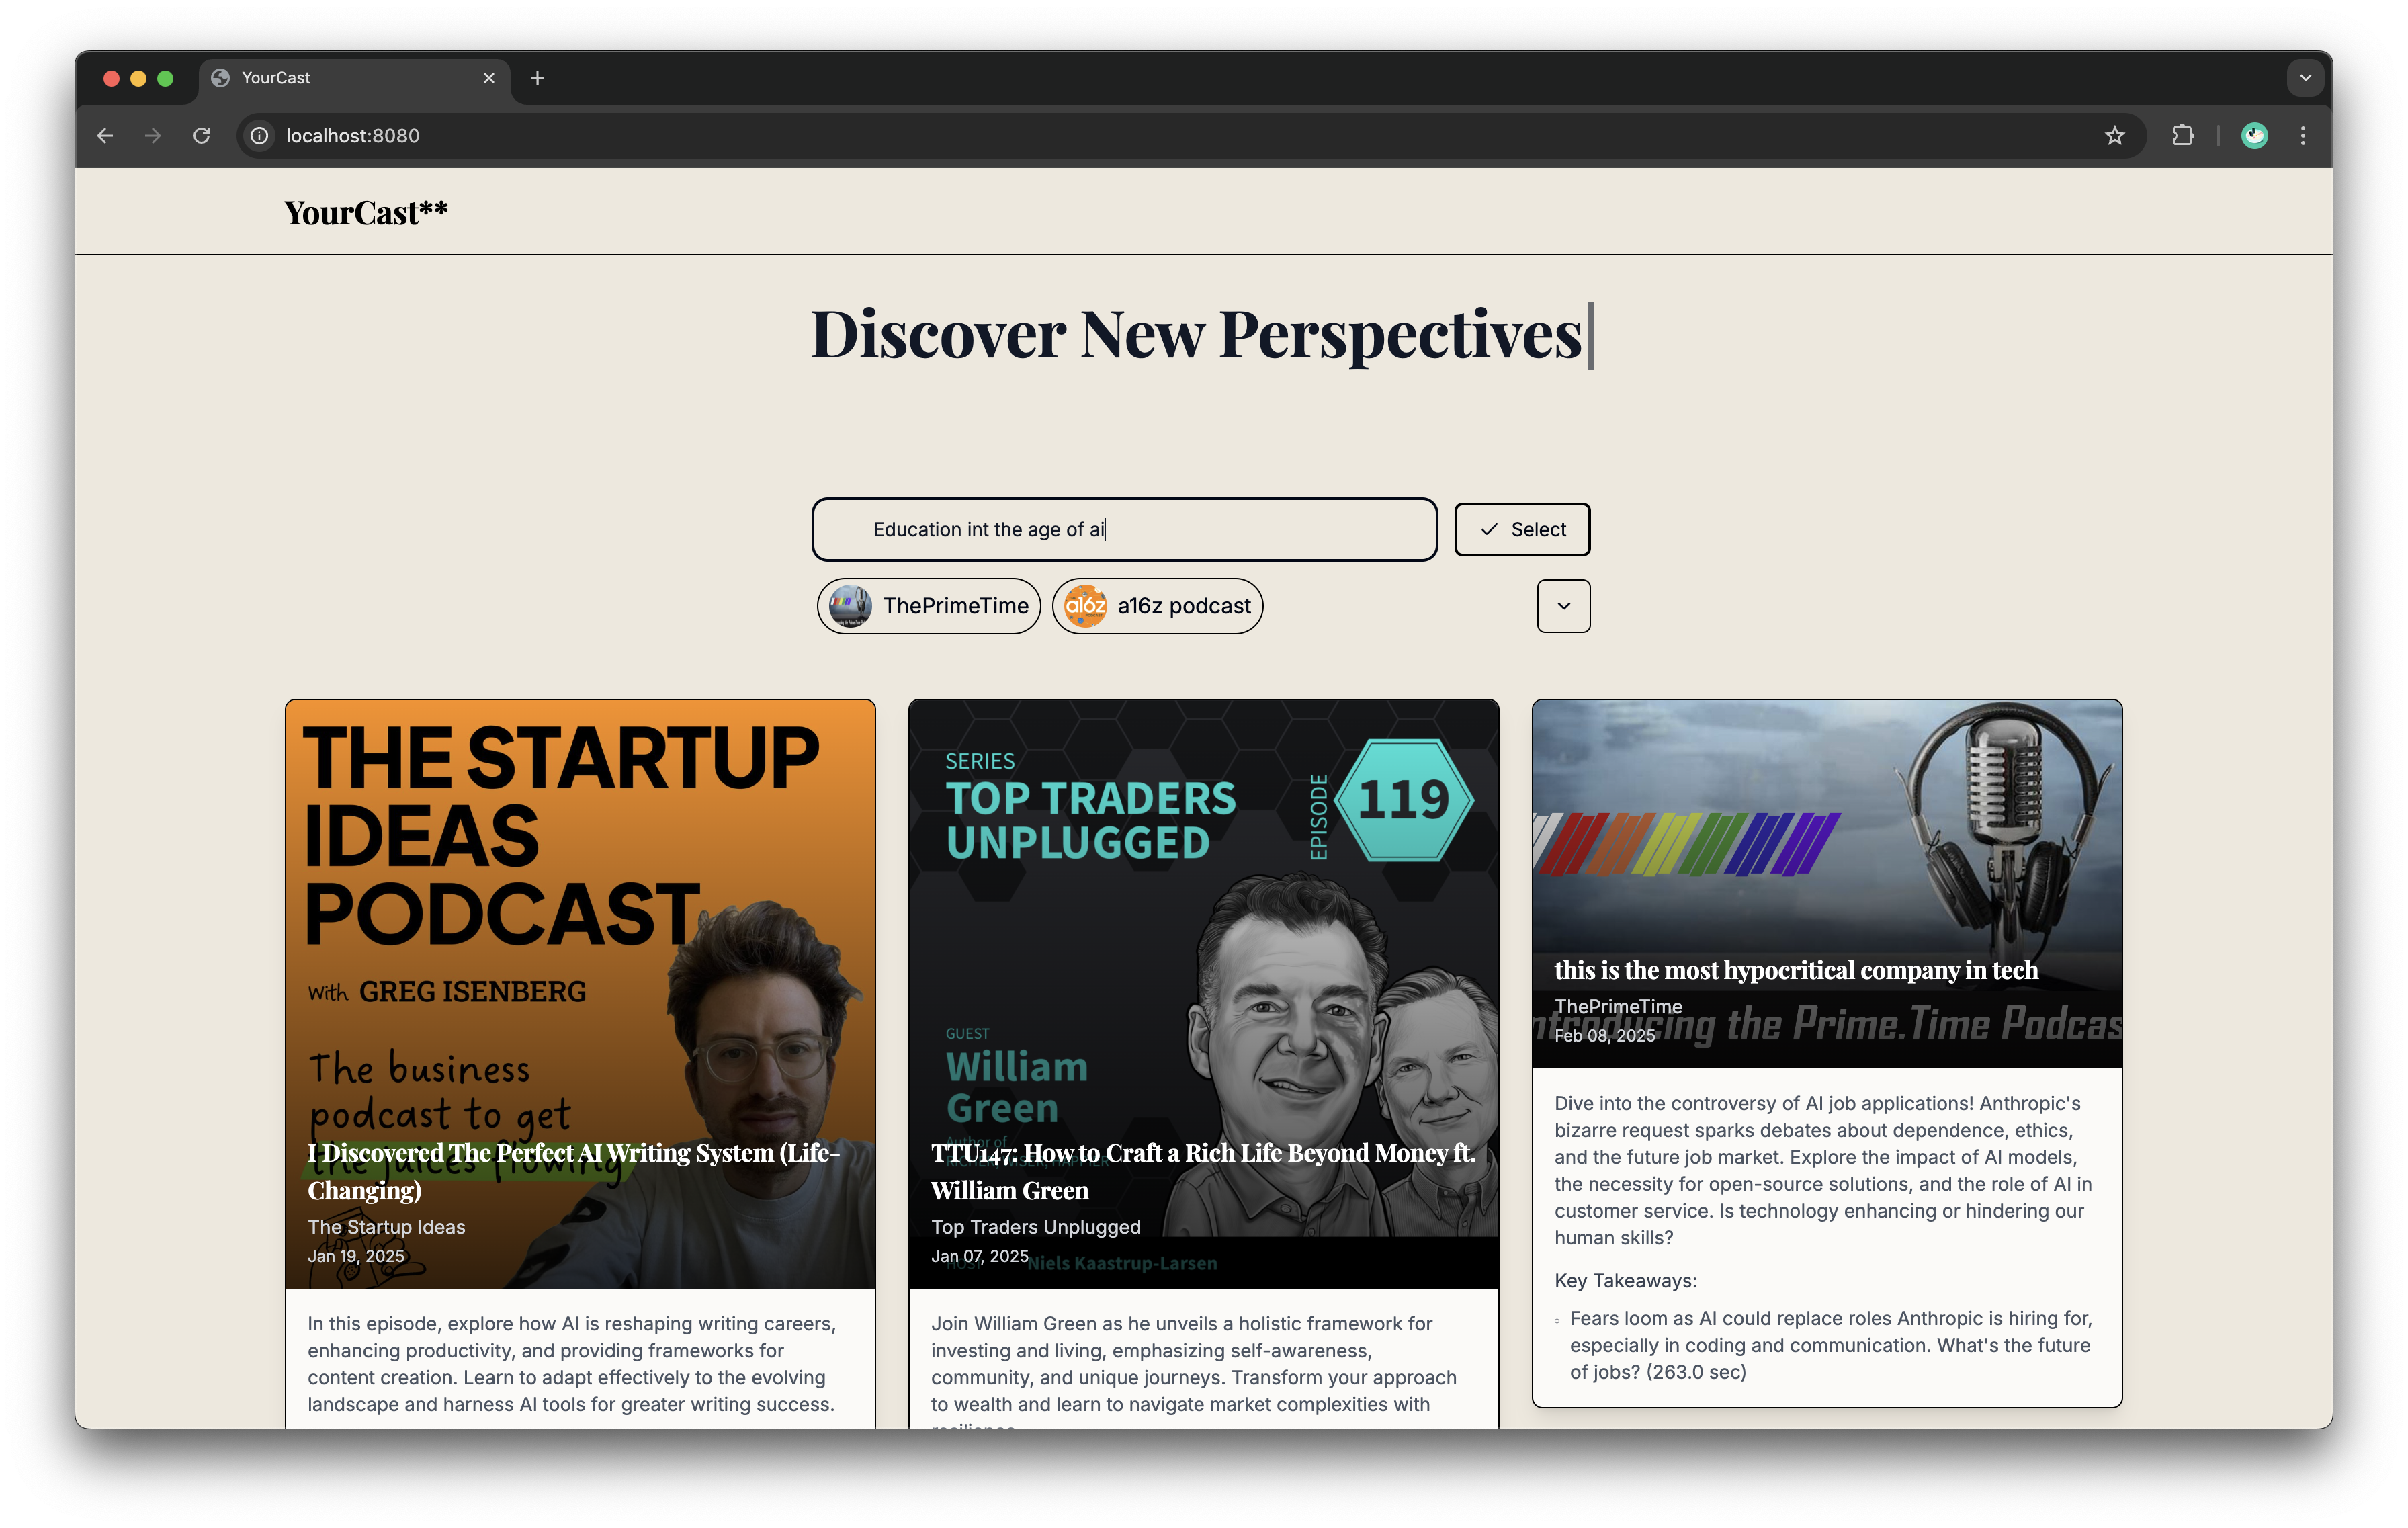 YourCast
localhost:8080
YourCast**
Discover New Perspectives
Education int the age of ai
Select
ThePrimeTime
a16z
a16z podcast
THE STARTUP
IDEAS
PODCAST
with GREG ISENBERG
The business
podcast to get
the juices flowing
I Discovered The Perfect AI Writing System (Life-
Changing)
The Startup Ideas
Jan 19, 2025
In this episode, explore how AI is reshaping writing careers,
enhancing productivity, and providing frameworks for
content creation. Learn to adapt effectively to the evolving
landscape and harness AI tools for greater writing success.
SERIES
TOP TRADERS
UNPLUGGED
EPISODE
119
GUEST
William
Green
Author of
TTU147: How to Craft a Rich Life Beyond Money ft.
William Green
Top Traders Unplugged
Jan 07, 2025
HOST
Niels Kaastrup-Larsen
Join William Green as he unveils a holistic framework for
investing and living, emphasizing self-awareness,
community, and unique journeys. Transform your approach
to wealth and learn to navigate market complexities with
this is the most hypocritical company in tech
ThePrimeTime
Feb 08, 2025
ntroducing the Prime.Time Podcas
Dive into the controversy of AI job applications! Anthropic's
bizarre request sparks debates about dependence, ethics,
and the future job market. Explore the impact of AI models,
the necessity for open-source solutions, and the role of AI in
customer service. Is technology enhancing or hindering our
human skills?
Key Takeaways:
Fears loom as AI could replace roles Anthropic is hiring for,
especially in coding and communication. What's the future
of jobs? (263.0 sec)